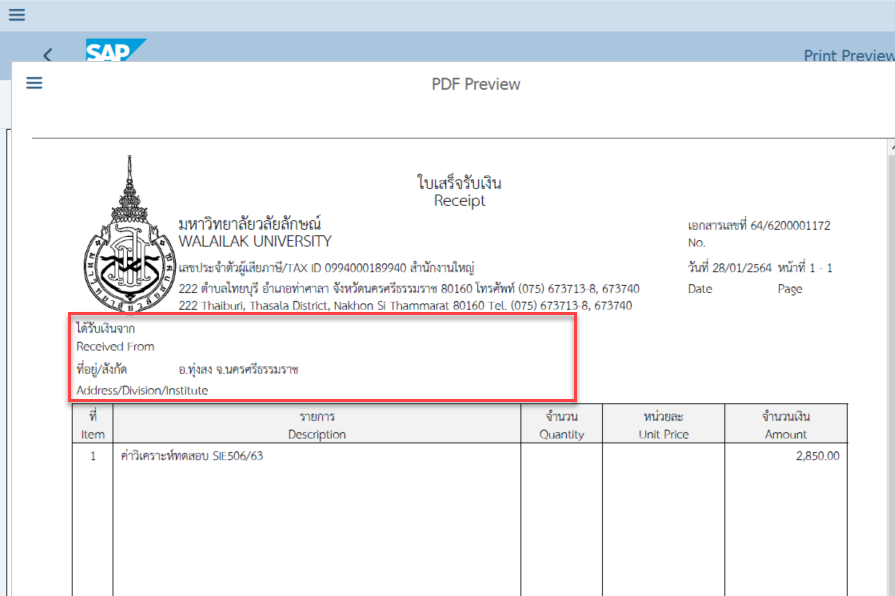 SAP
Print Preview
PDF Preview
ใบเสร็จรับเงิน
Receipt
มหาวิทยาลัยวลัยลักษณ์
WALAILAK UNIVERSITY
เอกสารเลขที่ 64/6200001172
No.
เลขประจำตัวผู้เสียภาษี/TAX ID 0994000189940 สำนักงานใหญ่
วันที่ 28/01/2564 หน้าที่ 1 - 1
222 ตำบลไทยบุรี อำเภอท่าศาลา จังหวัดนครศรีธรรมราช 80160 โทรศัพท์ (075) 673713-8, 673740
Date Page
222 Thaiburi, Thasala District, Nakhon Si Thammarat 80160 Tel. (075) 673713-8, 673740
ได้รับเงินจาก
Received From
ที่อยู่/สังกัด อ.ทุ่งสง จ.นครศรีธรรมราช
Address/Division/Institute
ที่ รายการ จำนวน หน่วยละ จำนวนเงิน
Item Description Quantity Unit Price Amount
1 ค่าวิเคราะห์ทดสอบ SIE506/63 2,850.00